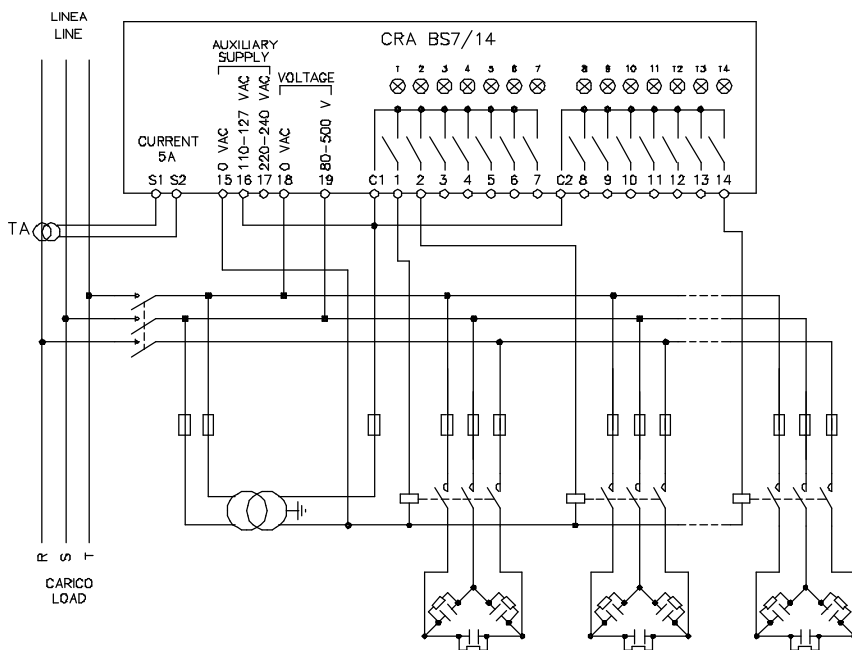 LINEA
LINE
CRA BS7/14
AUXILIARY
SUPPLY
VOLTAGE
CURRENT
5A
0 VAC
110-127 VAC
220-240 VAC
0 VAC
80-500 V
1 2 3 4 5 6 7
8 9 10 11 12 13 14
S1 S2 15 16 17 18 19 C1 1 2 3 4 5 6 7 C2 8 9 10 11 12 13 14
TA
R S T
CARICO
LOAD